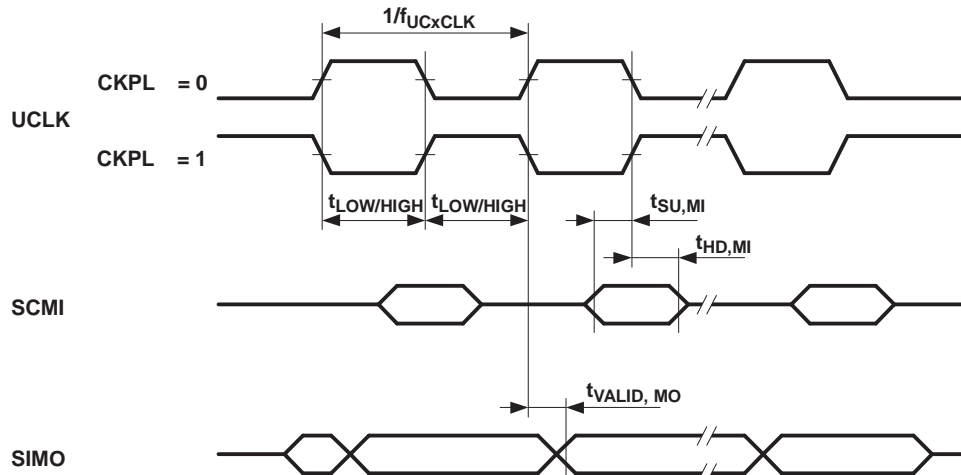 1/fUCxCLK
CKPL = 0
UCLK
CKPL = 1
tLOW/HIGH tLOW/HIGH
tSU,MI
tHD,MI
SCMI
tVALID, MO
SIMO